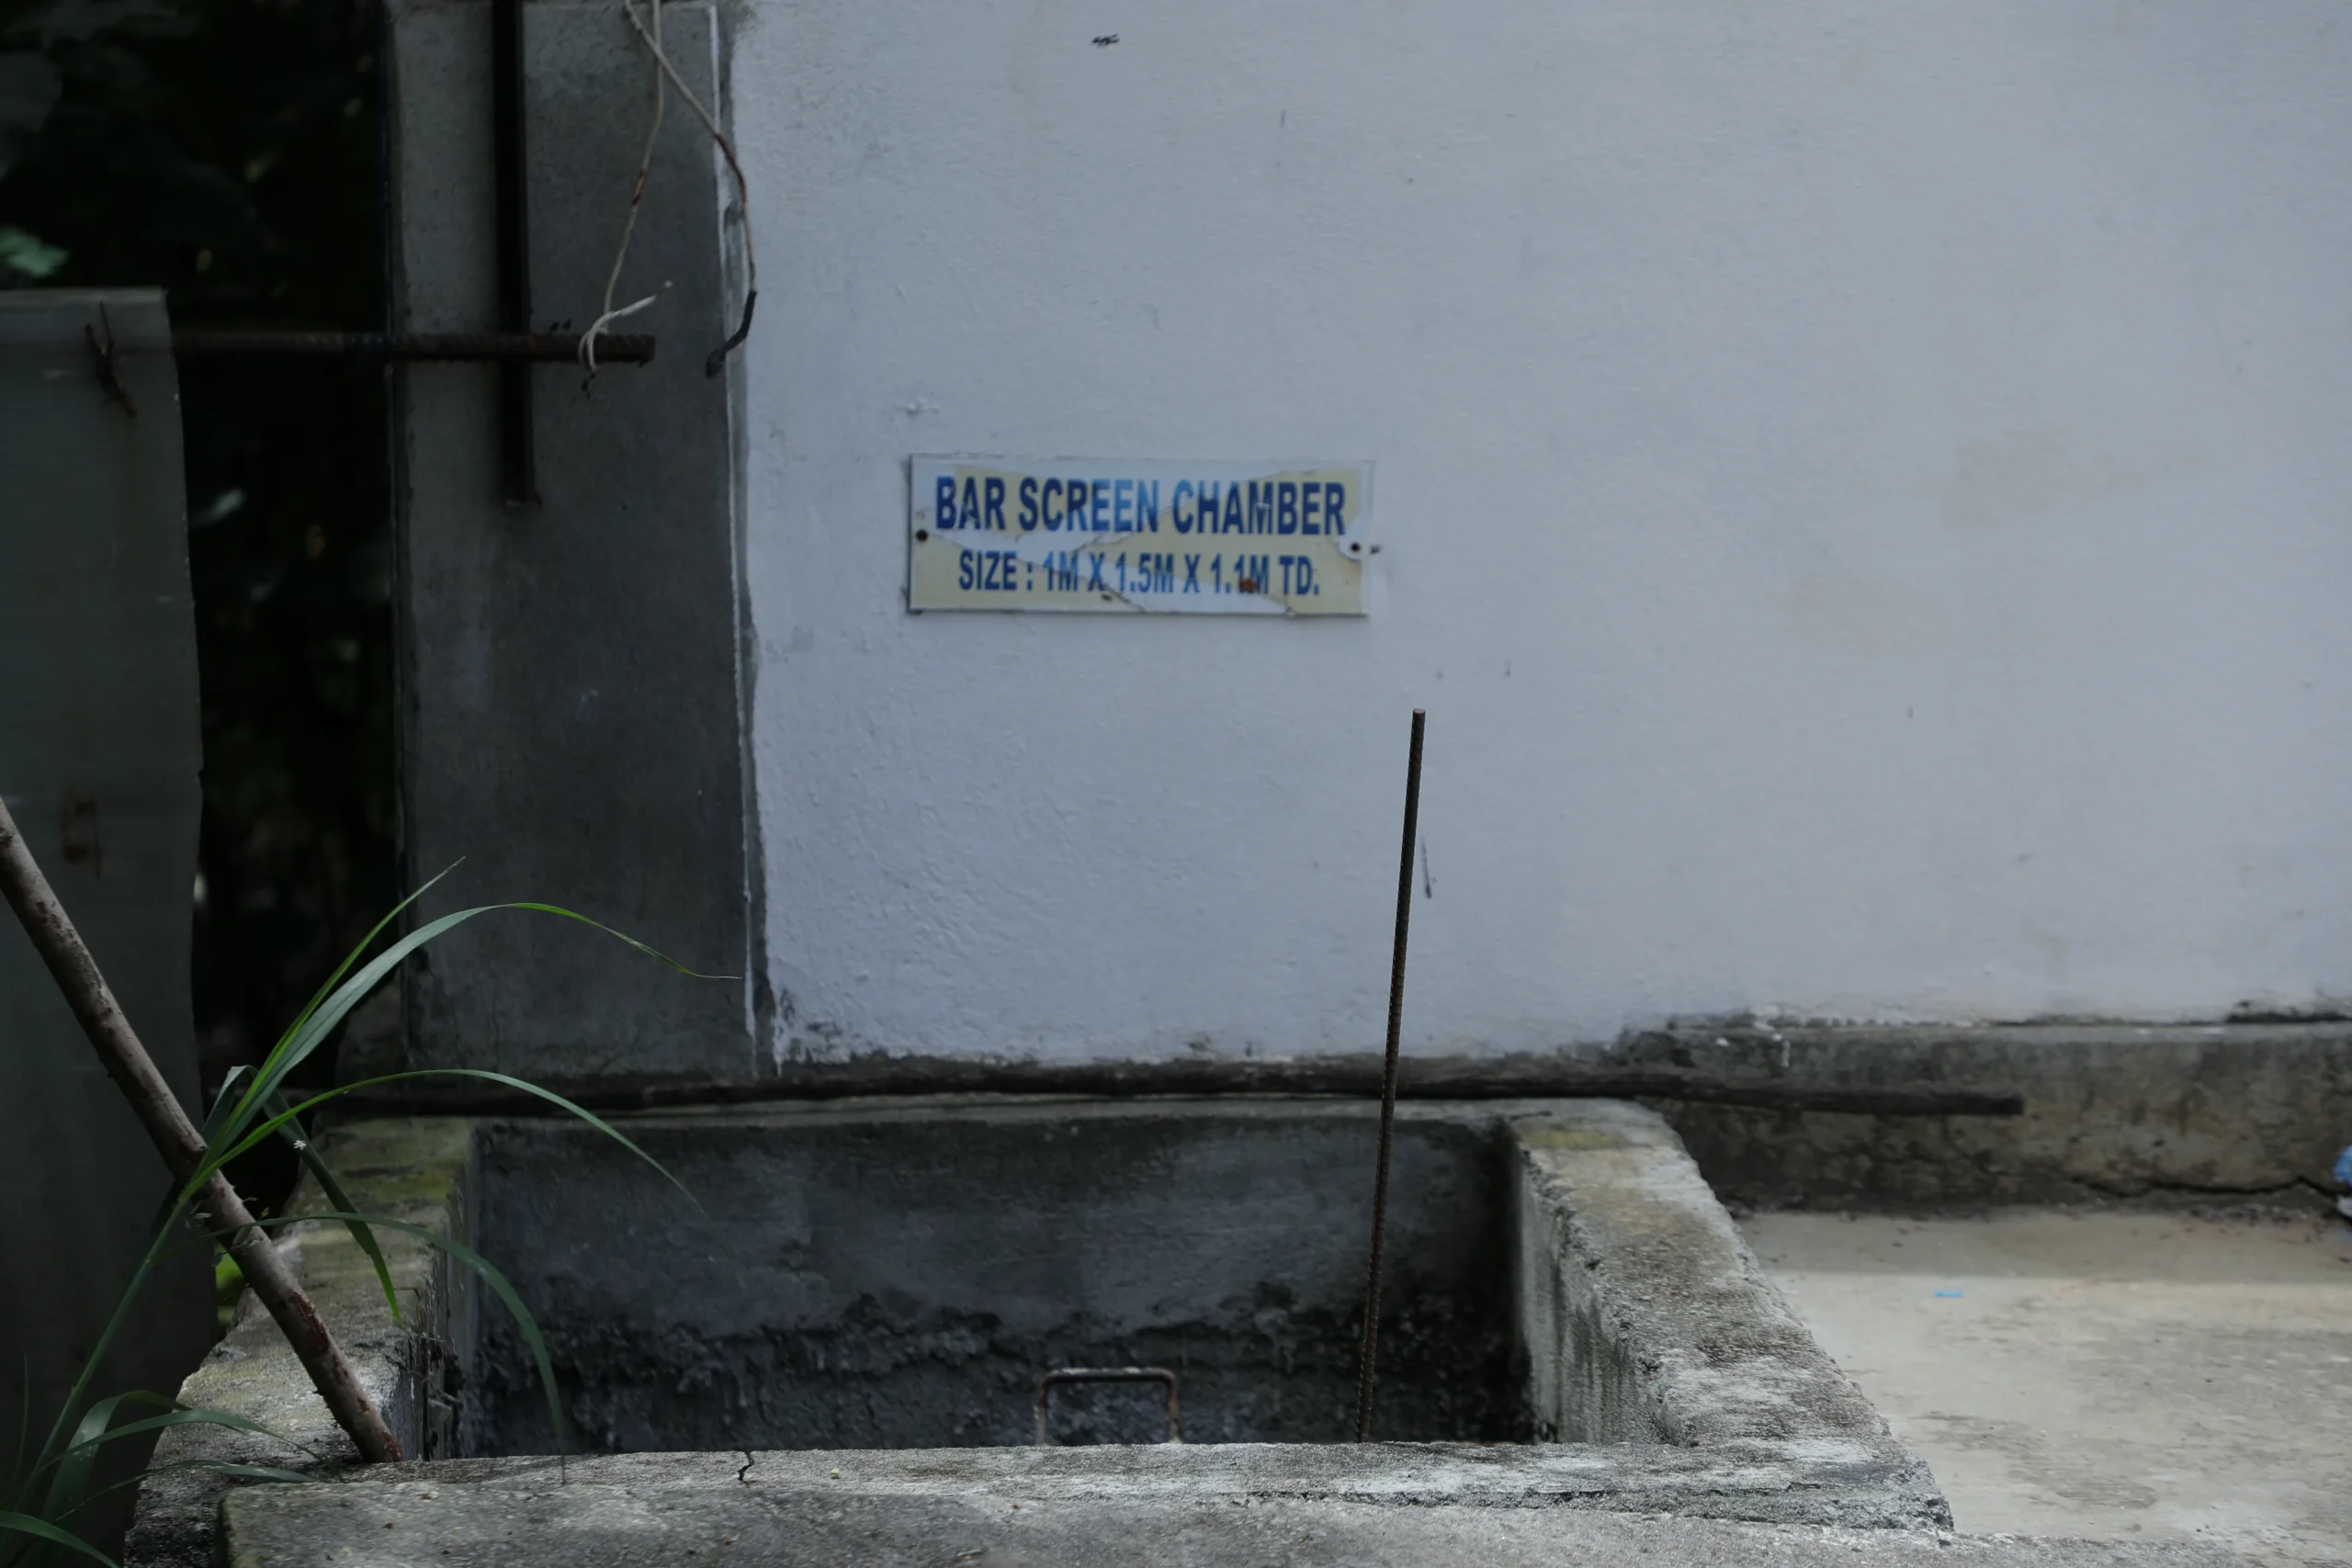 BAR SCREEN CHAMBER
SIZE : 1M X 1.5M X 1.1M TD.